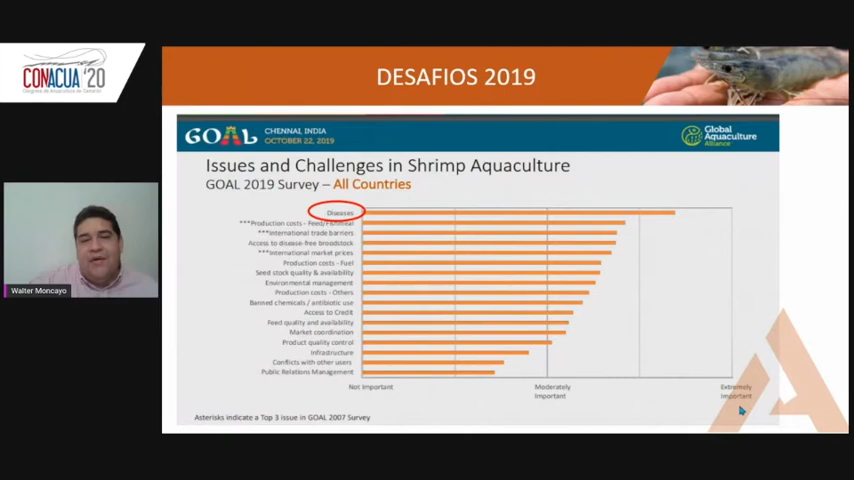 CONACUA '20
Congreso de Acuicultura de Camarón
DESAFIOS 2019
GOAL
CHENNAI, INDIA
OCTOBER 22, 2019
Global
Aquaculture
Alliance
Issues and Challenges in Shrimp Aquaculture
GOAL 2019 Survey – All Countries
Diseases
***Production costs - Feed/Fishmeal
***International trade barriers
Access to disease-free broodstock
***International market prices
Production costs - Fuel
Seed stock quality & availability
Environmental management
Production costs - Others
Banned chemicals / antibiotic use
Access to Credit
Feed quality and availability
Market coordination
Product quality control
Infrastructure
Conflicts with other users
Public Relations Management
Not Important
Moderately
Important
Extremely
Important
Asterisks indicate a Top 3 issue in GOAL 2007 Survey
Walter Moncayo